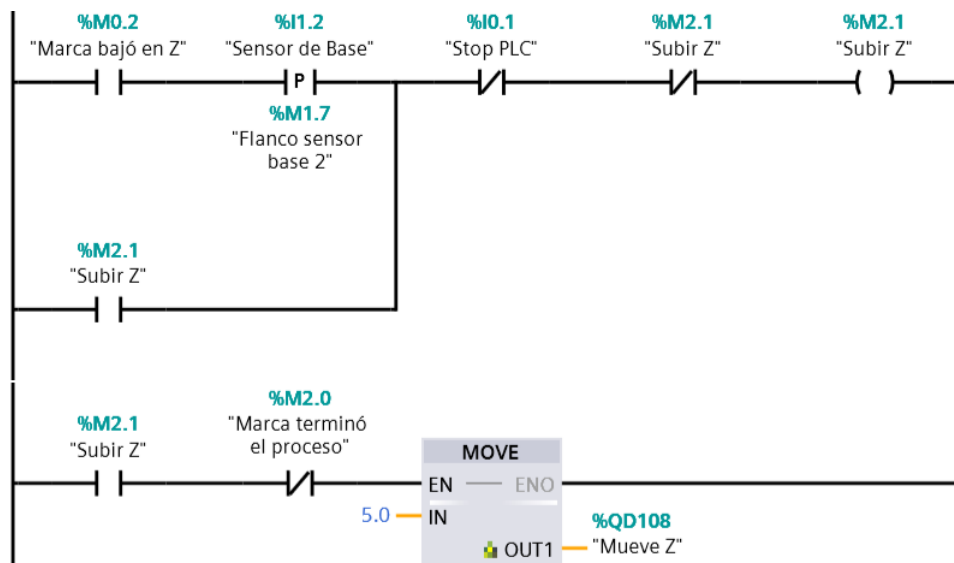 %M0.2
"Marca bajó en Z"
%I1.2
"Sensor de Base"
P
%M1.7
"Flanco sensor
base 2"
%I0.1
"Stop PLC"
%M2.1
"Subir Z"
%M2.1
"Subir Z"
%M2.1
"Subir Z"
%M2.1
"Subir Z"
%M2.0
"Marca terminó
el proceso"
MOVE
EN ENO
5.0 IN
OUT1
%QD108
"Mueve Z"